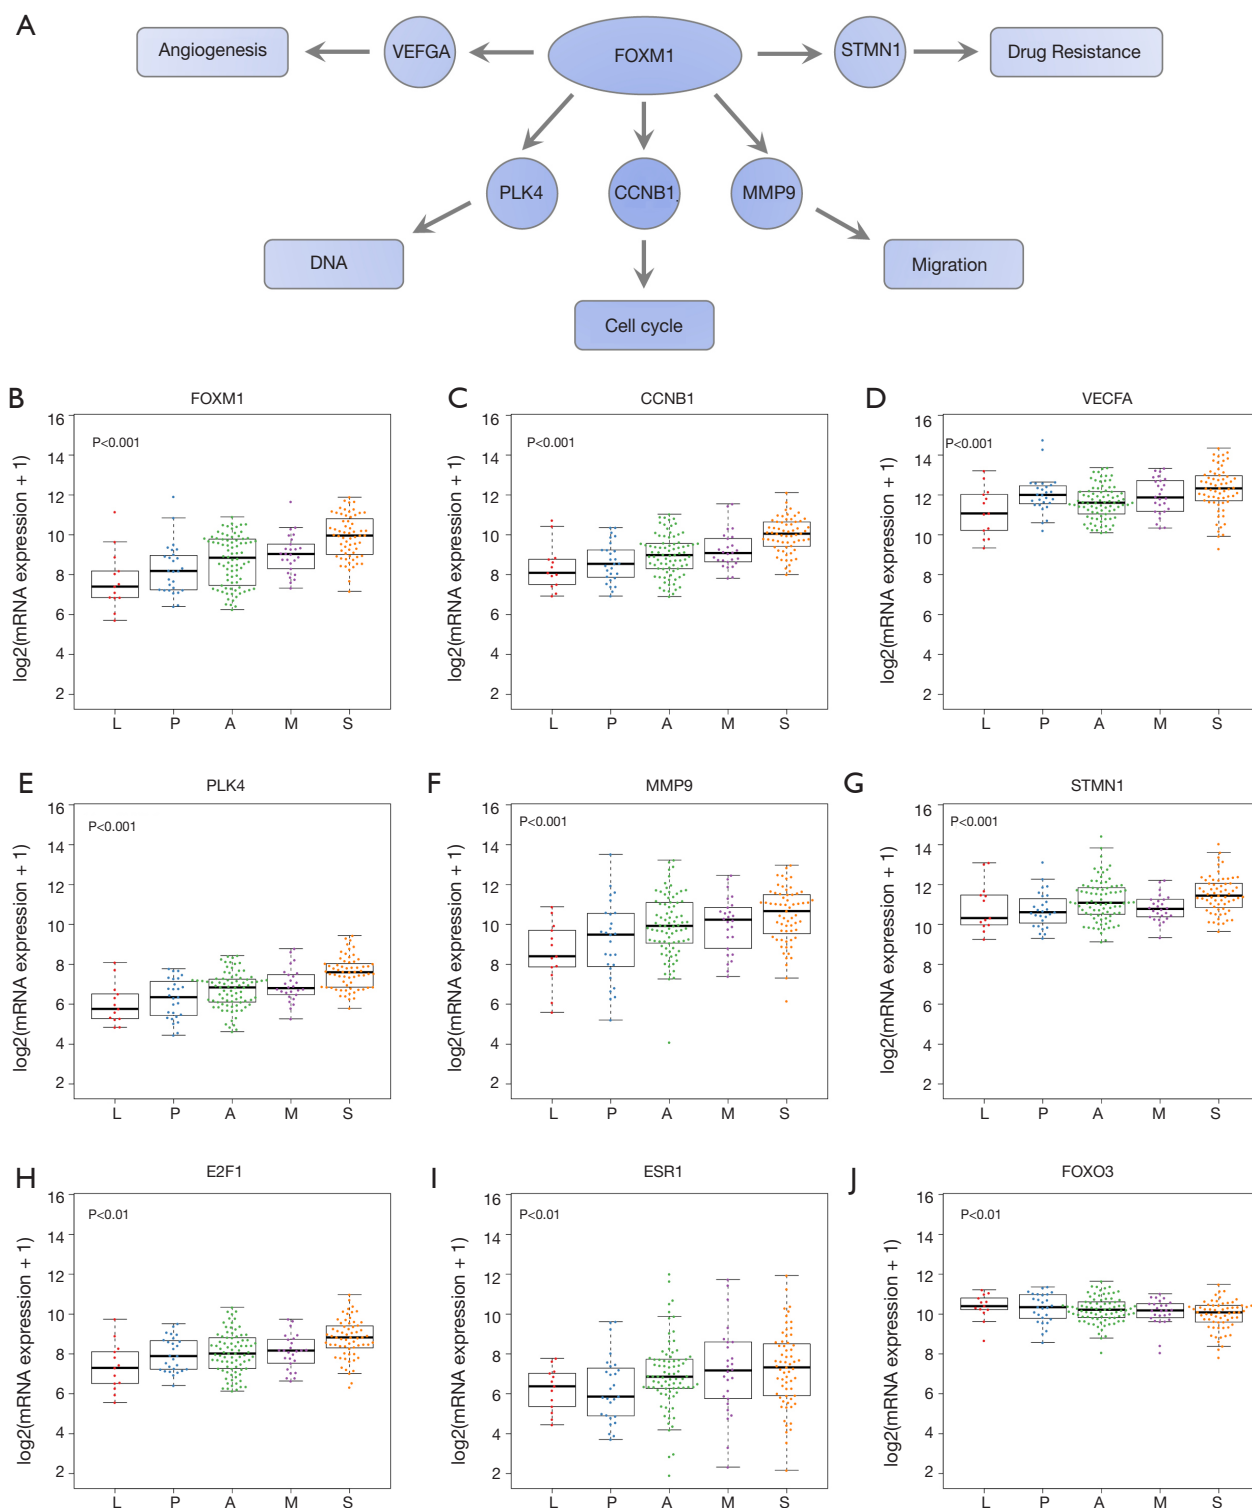 A
Angiogenesis
VEFGA
FOXM1
STMN1
Drug Resistance
PLK4
CCNB1.
MMP9
DNA
Migration
Cell cycle
B
FOXM1
P<0.001
log2(mRNA expression + 1)
16
14
12
10
8
6
4
2
L P A M S
C
CCNB1
P<0.001
log2(mRNA expression + 1)
16
14
12
10
8
6
4
2
L P A M S
D
VECFA
P<0.001
log2(mRNA expression + 1)
16
14
12
10
8
6
4
2
L P A M S
E
PLK4
P<0.001
log2(mRNA expression + 1)
16
14
12
10
8
6
4
2
L P A M S
F
MMP9
P<0.001
log2(mRNA expression + 1)
16
14
12
10
8
6
4
2
L P A M S
G
STMN1
P<0.001
log2(mRNA expression + 1)
16
14
12
10
8
6
4
2
L P A M S
H
E2F1
P<0.01
log2(mRNA expression + 1)
16
14
12
10
8
6
4
2
L P A M S
I
ESR1
P<0.01
log2(mRNA expression + 1)
16
14
12
10
8
6
4
2
L P A M S
J
FOXO3
P<0.01
log2(mRNA expression + 1)
16
14
12
10
8
6
4
2
L P A M S